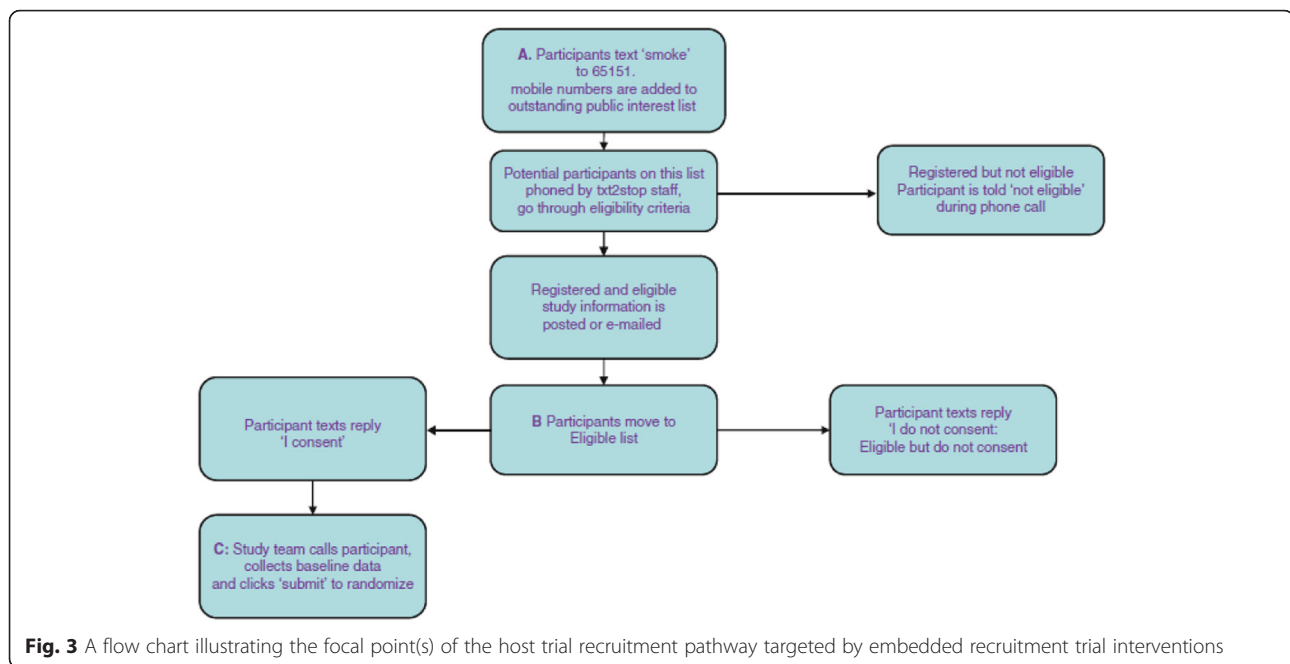 A. Participants text 'smoke'
to 65151.
mobile numbers are added to
outstanding public interest list
Potential participants on this list
phoned by txt2stop staff,
go through eligibility criteria
Registered but not eligible
Participant is told 'not eligible'
during phone call
Registered and eligible
study information is
posted or e-mailed
Participant texts reply
'I consent'
B Participants move to
Eligible list
Participant texts reply
'I do not consent:
Eligible but do not consent
C: Study team calls participant,
collects baseline data
and clicks 'submit' to randomize
Fig. 3 A flow chart illustrating the focal point(s) of the host trial recruitment pathway targeted by embedded recruitment trial interventions